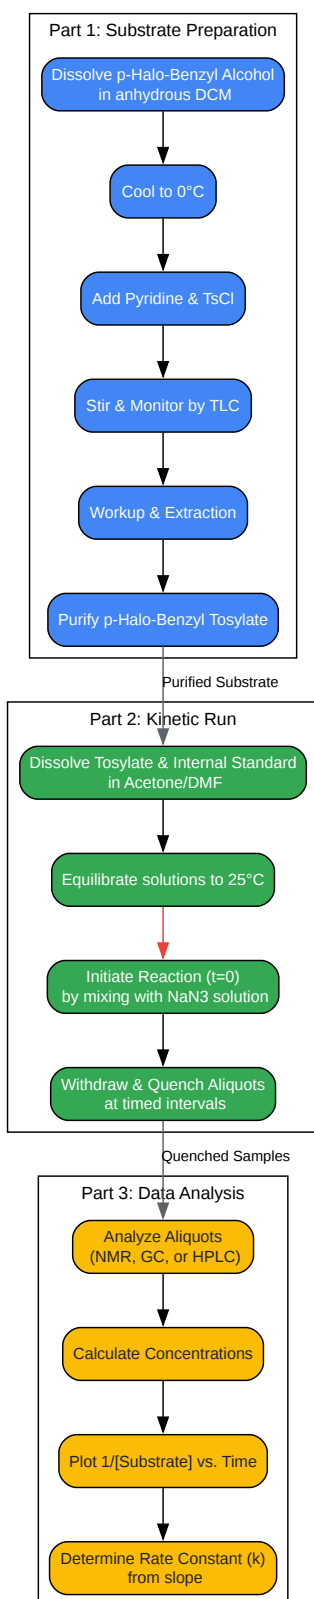 Part 1: Substrate Preparation
Dissolve p-Halo-Benzyl Alcohol
in anhydrous DCM
Cool to 0°C
Add Pyridine & TsCl
Stir & Monitor by TLC
Workup & Extraction
Purify p-Halo-Benzyl Tosylate
Purified Substrate
Part 2: Kinetic Run
Dissolve Tosylate & Internal Standard
in Acetone/DMF
Equilibrate solutions to 25°C
Initiate Reaction (t=0)
by mixing with NaN3 solution
Withdraw & Quench Aliquots
at timed intervals
Quenched Samples
Part 3: Data Analysis
Analyze Aliquots
(NMR, GC, or HPLC)
Calculate Concentrations
Plot 1/[Substrate] vs. Time
Determine Rate Constant (k)
from slope